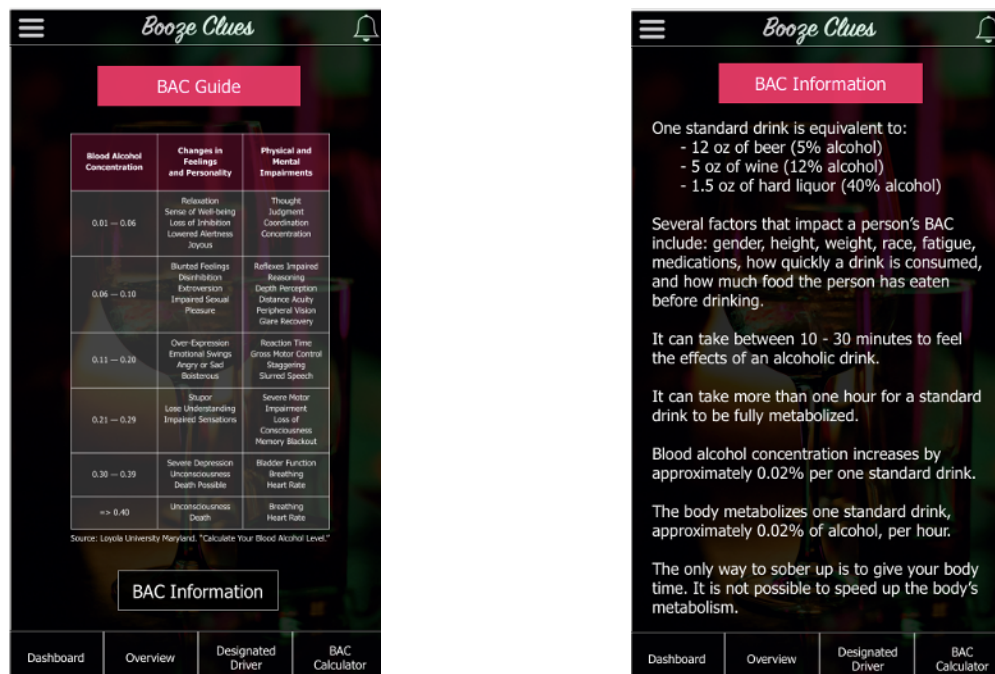 Booze Clues
BAC Guide
Blood Alcohol
Concentration
Changes in
Feelings
and Personality
Physical and
Mental
Impairments
0.01 — 0.06
Relaxation
Sense of Well-being
Loss of Inhibition
Lowered Alertness
Joyous
Thought
Judgment
Coordination
Concentration
0.06 — 0.10
Blunted Feelings
Disinhibition
Extroversion
Impaired Sexual
Pleasure
Reflexes Impaired
Reasoning
Depth Perception
Distance Acuity
Peripheral Vision
Glare Recovery
0.11 — 0.20
Over-Expression
Emotional Swings
Angry or Sad
Boisterous
Reaction Time
Gross Motor Control
Staggering
Slurred Speech
0.21 — 0.29
Stupor
Lose Understanding
Impaired Sensations
Severe Motor
Impairment
Loss of
Consciousness
Memory Blackout
0.30 — 0.39
Severe Depression
Unconsciousness
Death Possible
Bladder Function
Breathing
Heart Rate
=> 0.40
Unconsciousness
Death
Breathing
Heart Rate
Source: Loyola University Maryland. "Calculate Your Blood Alcohol Level."
BAC Information
Dashboard
Overview
Designated
Driver
BAC
Calculator
Booze Clues
BAC Information
One standard drink is equivalent to:
- 12 oz of beer (5% alcohol)
- 5 oz of wine (12% alcohol)
- 1.5 oz of hard liquor (40% alcohol)
Several factors that impact a person's BAC
include: gender, height, weight, race, fatigue,
medications, how quickly a drink is consumed,
and how much food the person has eaten
before drinking.
It can take between 10 - 30 minutes to feel
the effects of an alcoholic drink.
It can take more than one hour for a standard
drink to be fully metabolized.
Blood alcohol concentration increases by
approximately 0.02% per one standard drink.
The body metabolizes one standard drink,
approximately 0.02% of alcohol, per hour.
The only way to sober up is to give your body
time. It is not possible to speed up the body's
metabolism.
Dashboard
Overview
Designated
Driver
BAC
Calculator